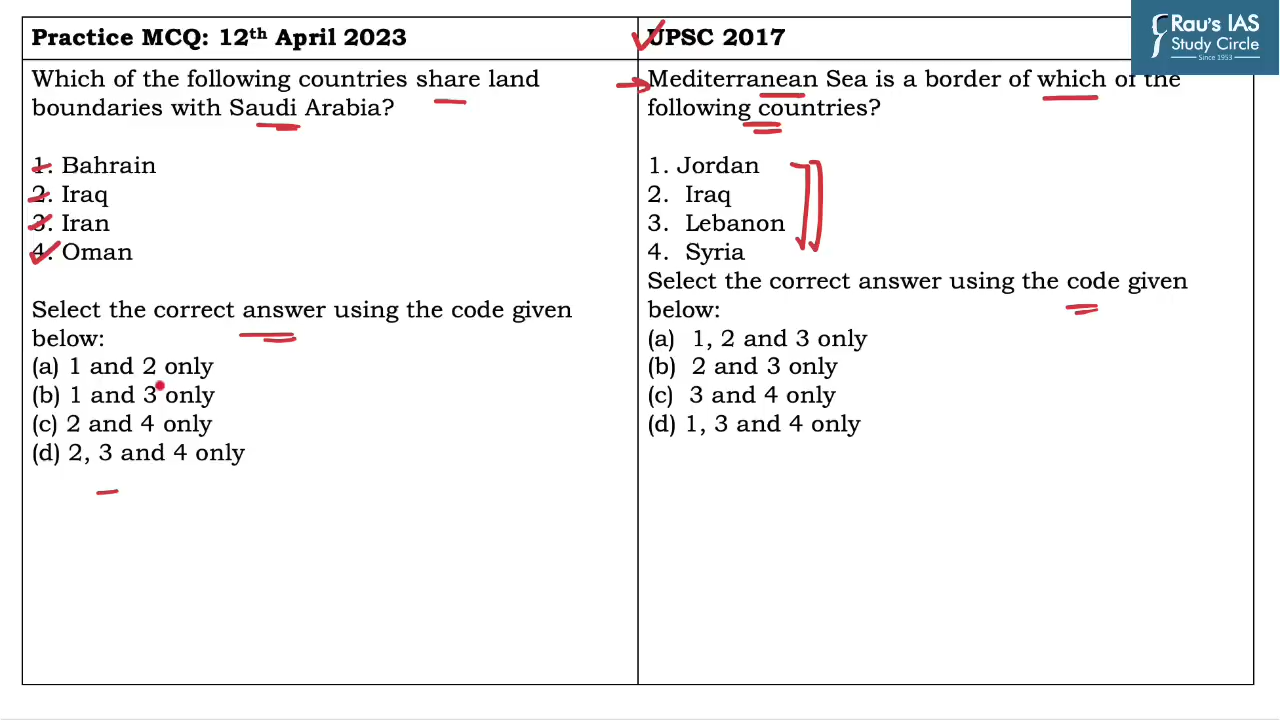 Practice MCQ: 12th April 2023
Which of the following countries share land
boundaries with Saudi Arabia?
1. Bahrain
2. Iraq
3. Iran
4. Oman
Select the correct answer using the code given
below:
(a) 1 and 2 only
(b) 1 and 3 only
(c) 2 and 4 only
(d) 2, 3 and 4 only
UPSC 2017
Mediterranean Sea is a border of which of the
following countries?
1. Jordan
2. Iraq
3. Lebanon
4. Syria
Select the correct answer using the code given
below:
(a) 1, 2 and 3 only
(b) 2 and 3 only
(c) 3 and 4 only
(d) 1, 3 and 4 only
Rau's IAS
Study Circle
Since 1953